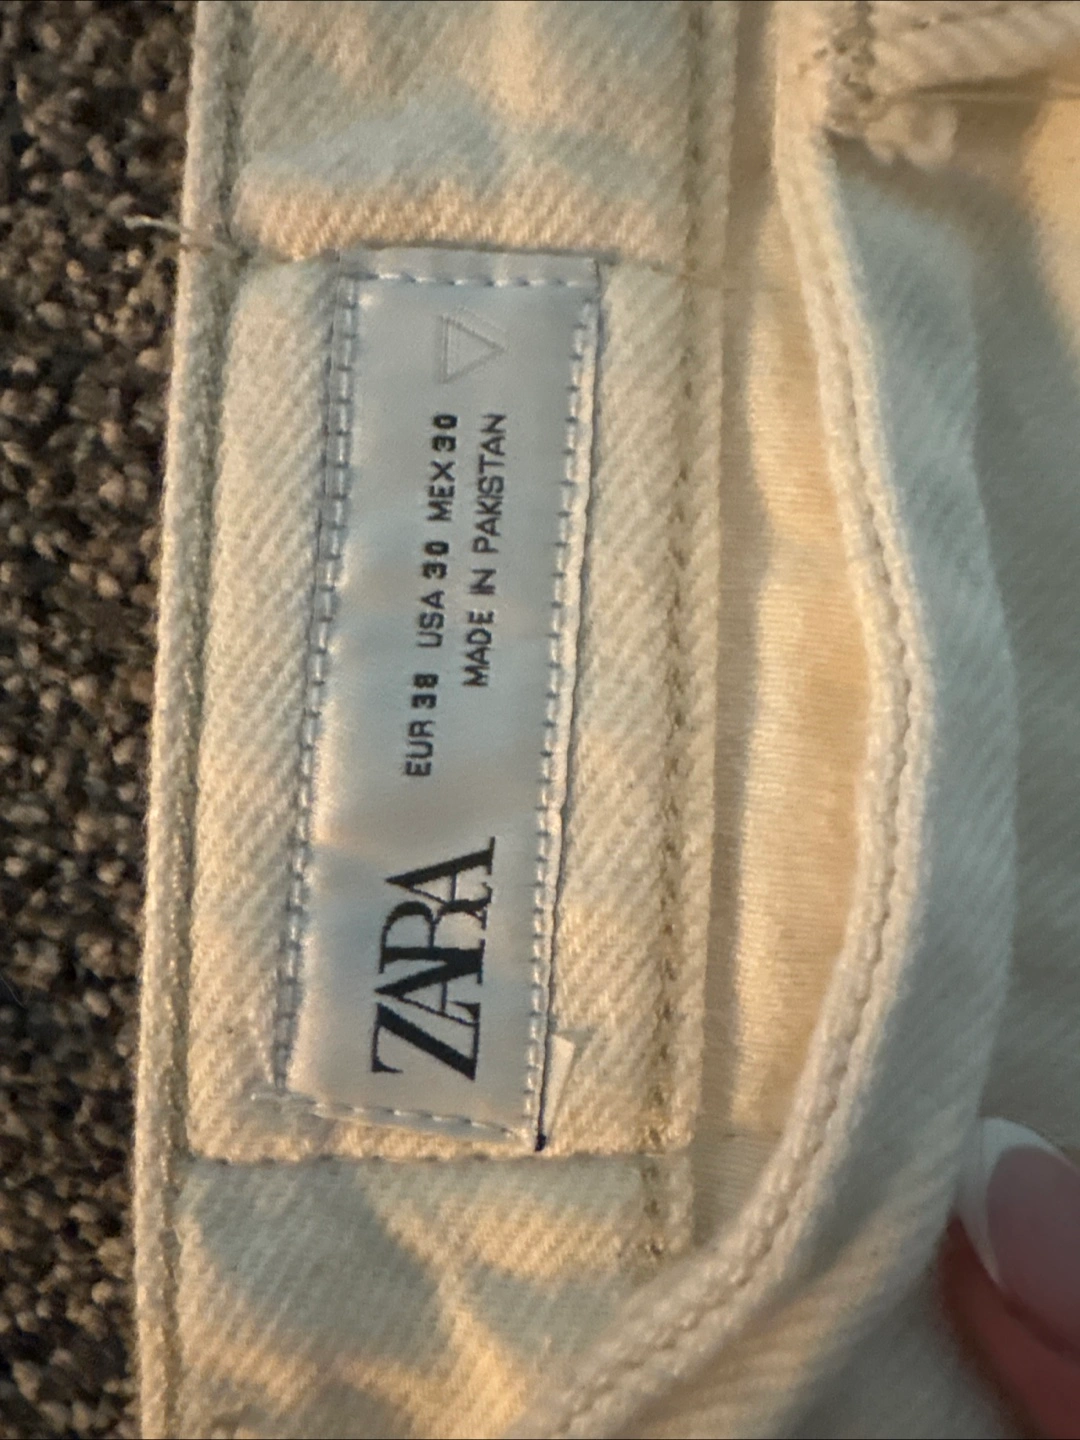 ZARA
EUR 38 USA 30 MEX 30
MADE IN PAKISTAN